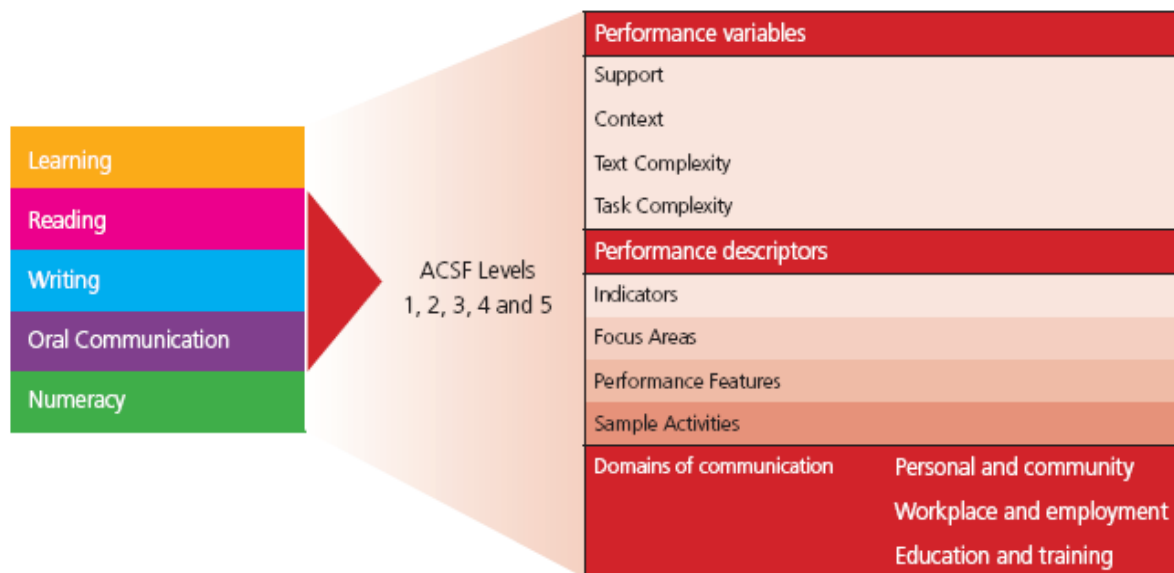 Learning
Reading
Writing
Oral Communication
Numeracy
ACSF Levels
1, 2, 3, 4 and 5
Performance variables
Support
Context
Text Complexity
Task Complexity
Performance descriptors
Indicators
Focus Areas
Performance Features
Sample Activities
Domains of communication
Personal and community
Workplace and employment
Education and training